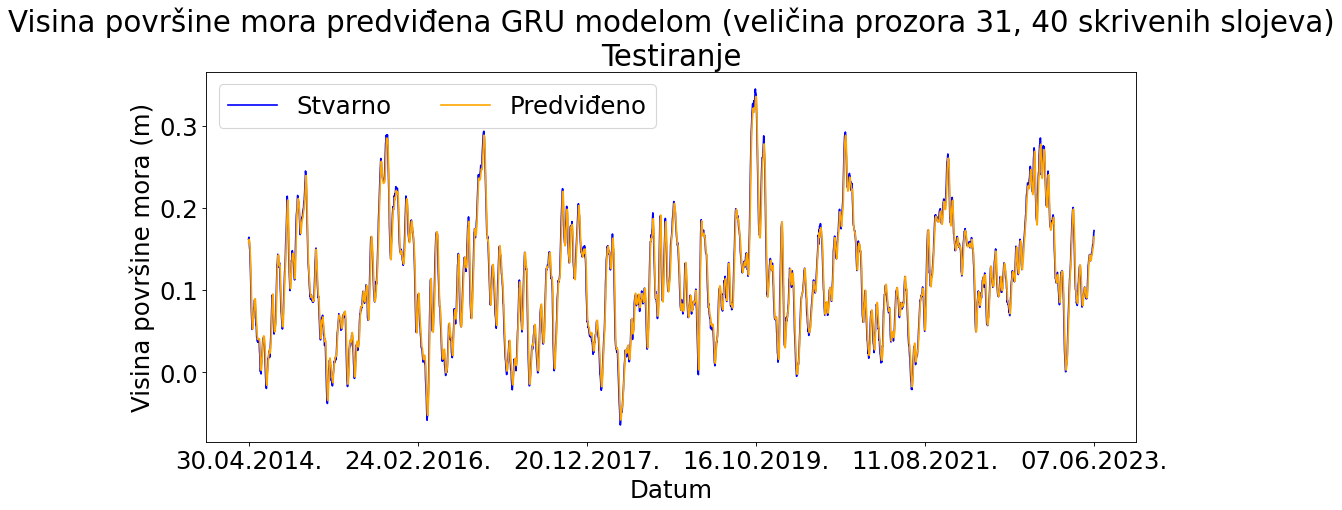 Visina površine mora predviđena GRU modelom (veličina prozora 31, 40 skrivenih slojeva)
Testiranje
Stvarno
Predviđeno
Visina površine mora (m)
0.3
0.2
0.1
0.0
30.04.2014.
24.02.2016.
20.12.2017.
16.10.2019.
11.08.2021.
07.06.2023.
Datum